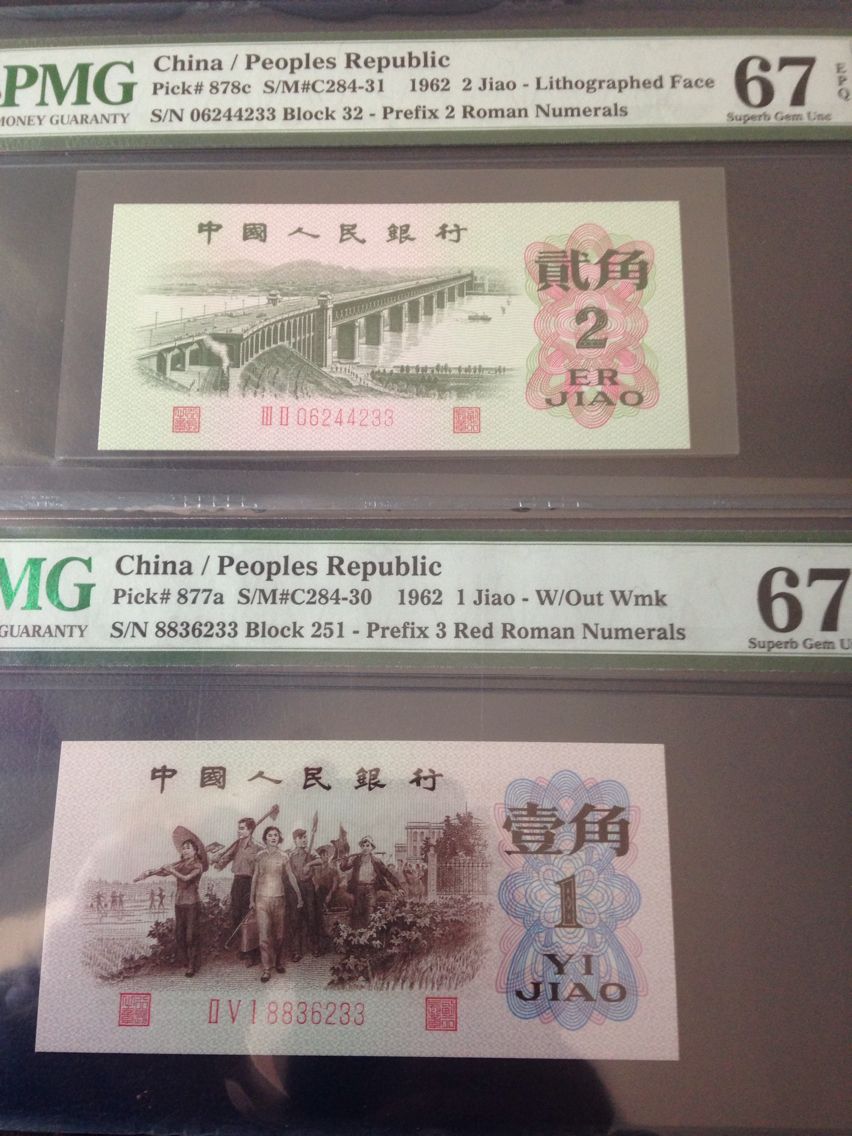 PMG
MONEY GUARANTY
China / Peoples Republic
Pick# 878c S/M#C284-31 1962 2 Jiao - Lithographed Face
S/N 06244233 Block 32 - Prefix 2 Roman Numerals
67
EPQ
Superb Gem Unc
中國人民銀行
貳角
2
ER
JIAO
III II 06244233
MG
GUARANTY
China / Peoples Republic
Pick# 877a S/M#C284-30 1962 1 Jiao - W/Out Wmk
S/N 8836233 Block 251 - Prefix 3 Red Roman Numerals
67
Superb Gem U
中國人民銀行
壹角
1
YI
JIAO
II V I 8836233